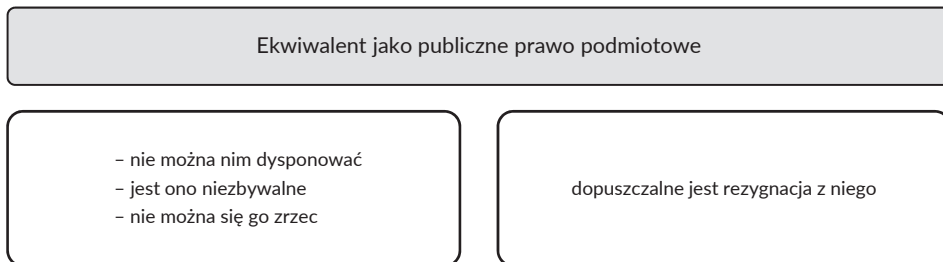 Ekwiwalent jako publiczne prawo podmiotowe
– nie można nim dysponować
– jest ono niezbywalne
– nie można się go zrzec
dopuszczalne jest rezygnacja z niego